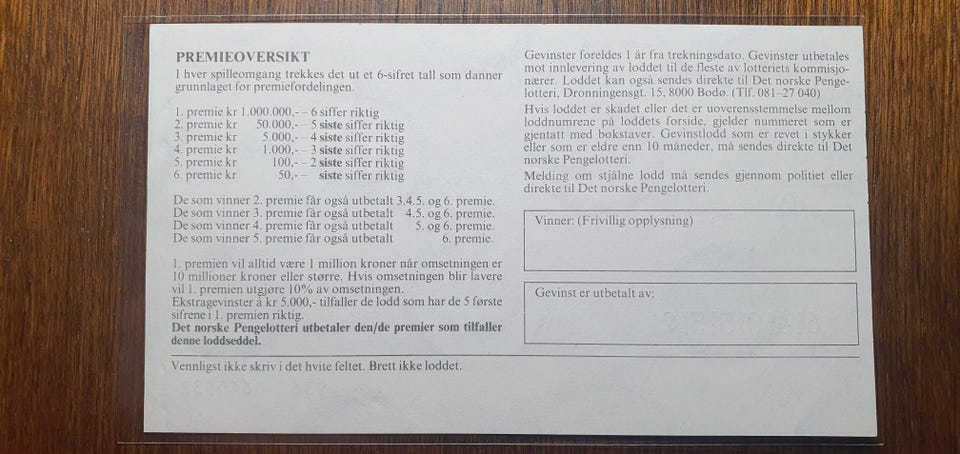 PREMIEOVERSIKT
I hver spilleomgang trekkes det ut et 6-sifret tall som danner
grunnlaget for premiefordelingen.
1. premie kr 1.000.000,- – 6 siffer riktig
2. premie kr 50.000,- – 5 siste siffer riktig
3. premie kr 5.000,- – 4 siste siffer riktig
4. premie kr 1.000,- – 3 siste siffer riktig
5. premie kr 100,- – 2 siste siffer riktig
6. premie kr 50,- – siste siffer riktig
De som vinner 2. premie får også utbetalt 3.4.5. og 6. premie.
De som vinner 3. premie får også utbetalt 4.5. og 6. premie.
De som vinner 4. premie får også utbetalt 5. og 6. premie.
De som vinner 5. premie får også utbetalt 6. premie.
1. premien vil alltid være 1 million kroner når omsetningen er
10 millioner kroner eller større. Hvis omsetningen blir lavere
vil 1. premien utgjøre 10% av omsetningen.
Ekstragevinster å kr 5.000,- tilfaller de lodd som har de 5 første
sifrene i 1. premien riktig.
Det norske Pengelotteri utbetaler den/de premier som tilfaller
denne loddseddel.
Vennligst ikke skriv i det hvite feltet. Brett ikke loddet.
Gevinster foreldes 1 år fra trekningsdato. Gevinster utbetales
mot innlevering av loddet til de fleste av lotteriets kommisjo-
nærer. Loddet kan også sendes direkte til Det norske Penge-
lotteri, Dronningensgt. 15, 8000 Bodø. (Tlf. 081-27 040)
Hvis loddet er skadet eller det er uoverensstemmelse mellom
loddnumrene på loddets forside, gjelder nummeret som er
gjentatt med bokstaver. Gevinstlodd som er revet i stykker
eller som er eldre enn 10 måneder, må sendes direkte til Det
norske Pengelotteri.
Melding om stjålne lodd må sendes gjennom politiet eller
direkte til Det norske Pengelotteri.
Vinner: (Frivillig opplysning)
Gevinst er utbetalt av: